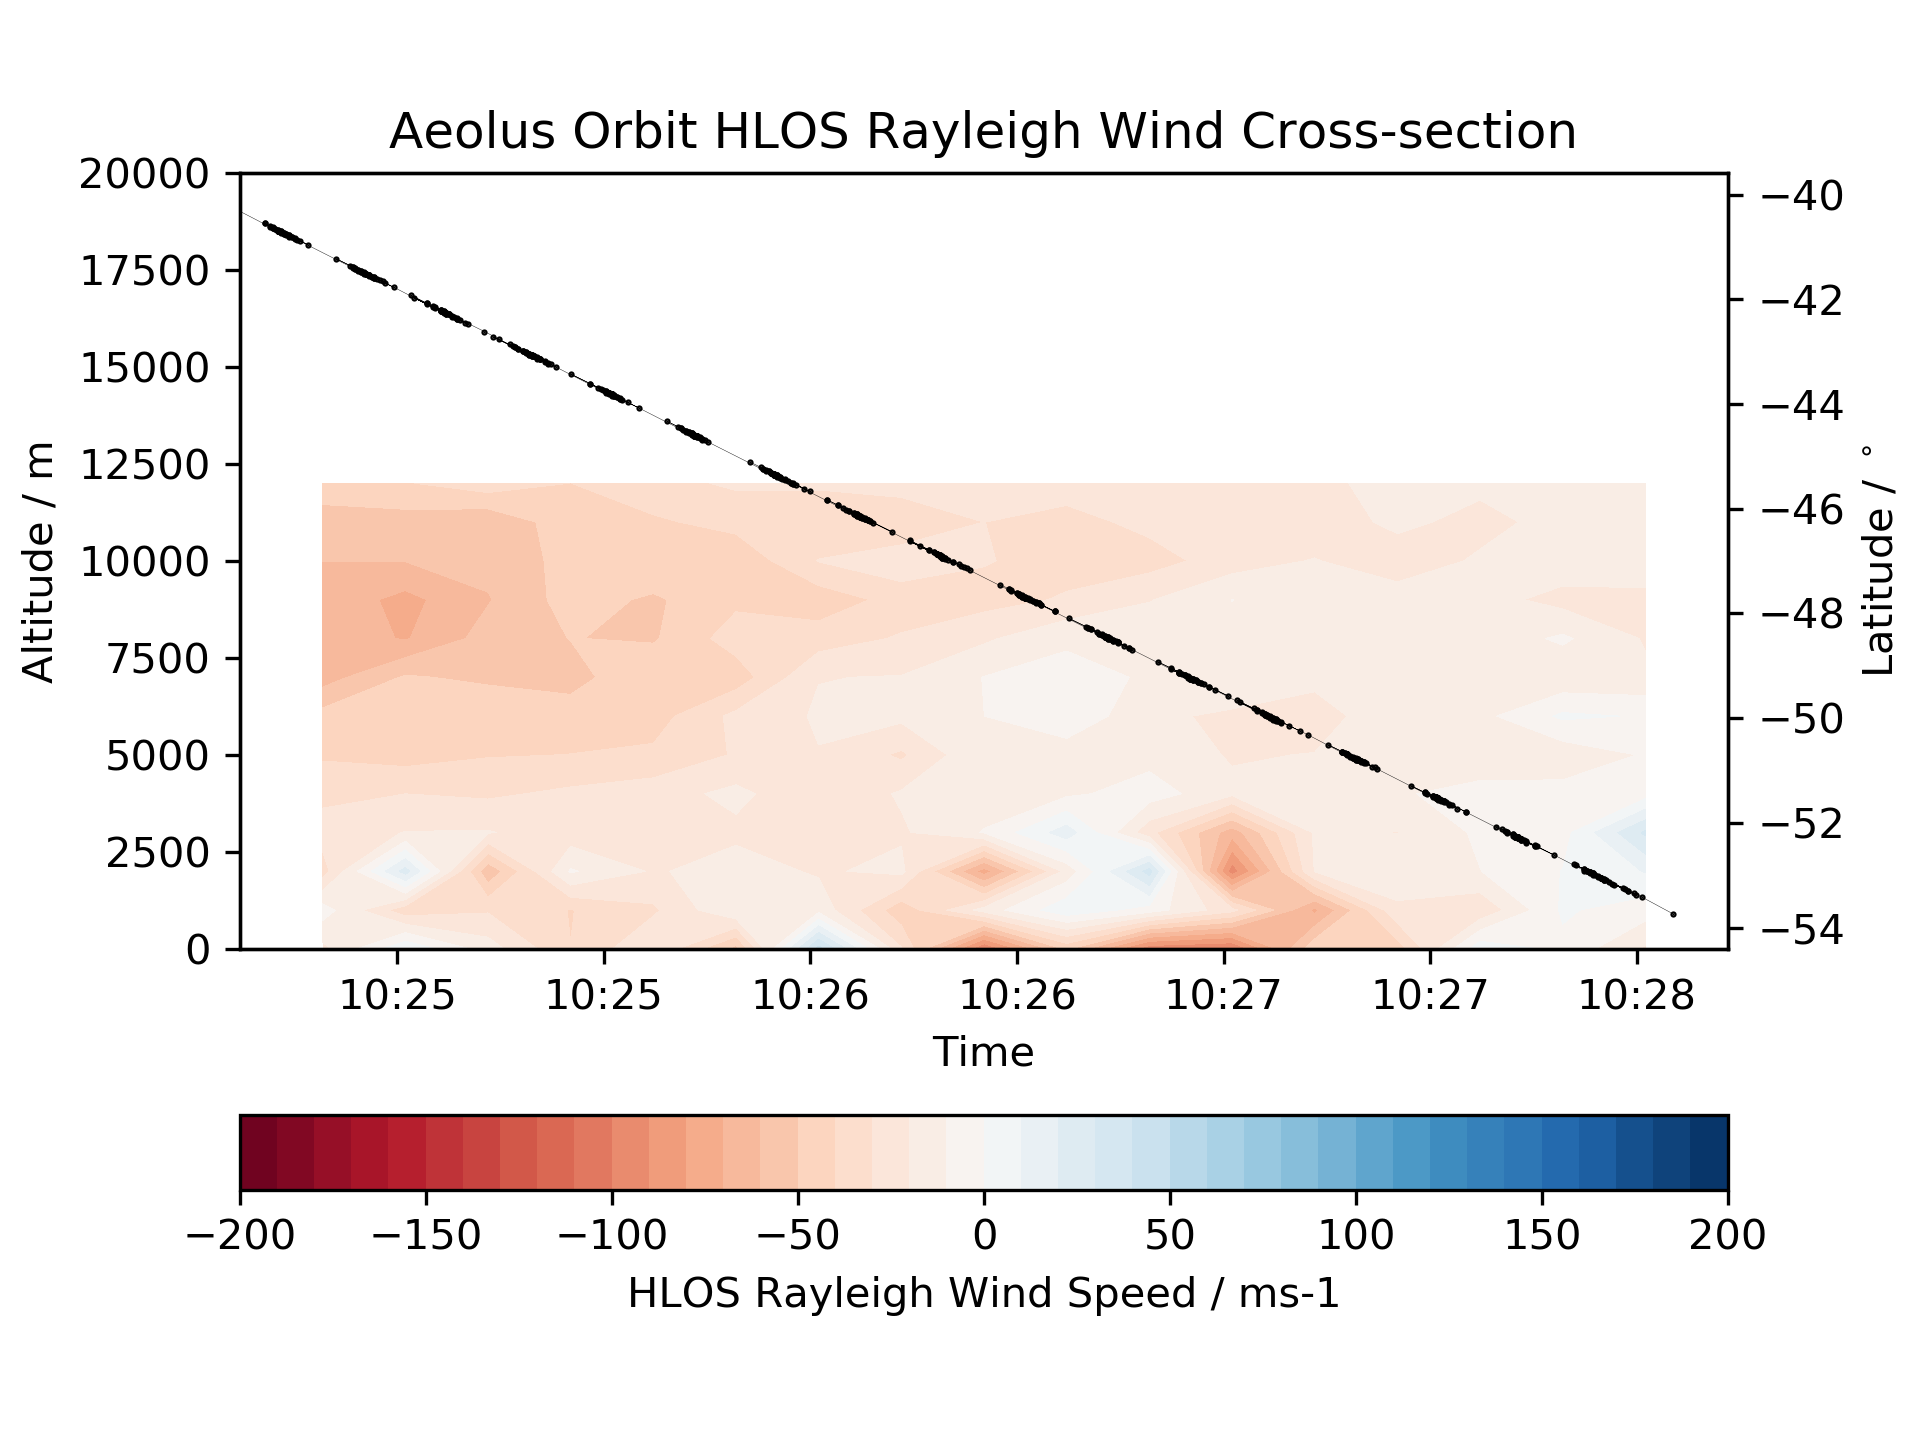 Aeolus Orbit HLOS Rayleigh Wind Cross-section
20000
17500
15000
12500
10000
7500
5000
2500
0
Altitude / m
−40
−42
−44
−46
−48
−50
−52
−54
Latitude / °
10:25 10:25 10:26 10:26 10:27 10:27 10:28
Time
−200 −150 −100 −50 0 50 100 150 200
HLOS Rayleigh Wind Speed / ms-1